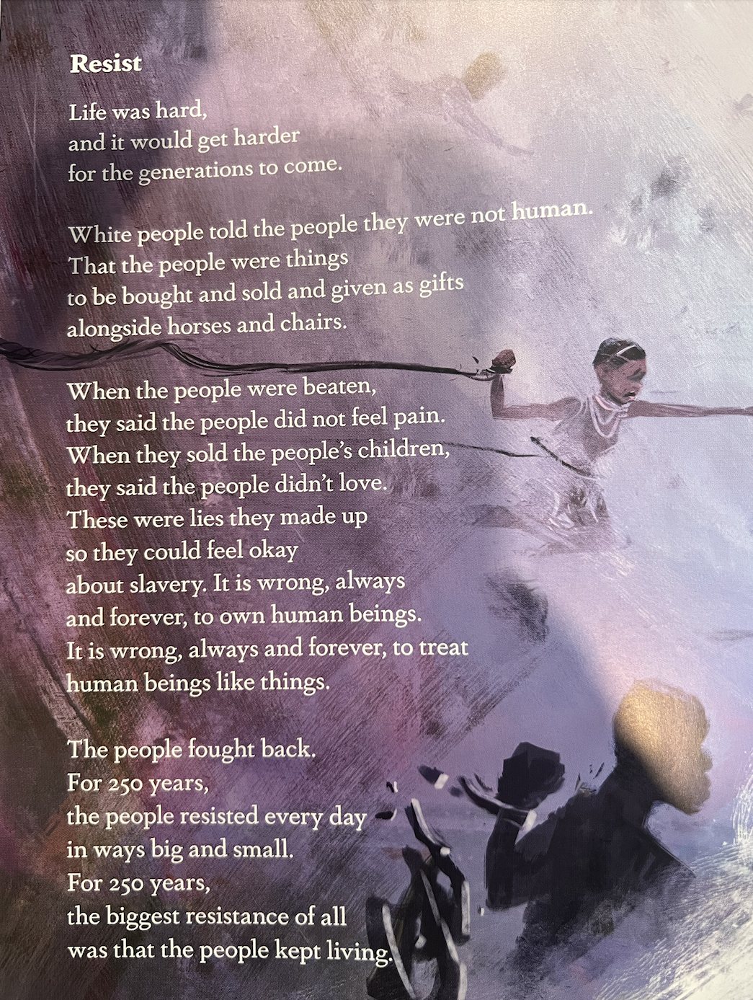 Resist
Life was hard,
and it would get harder
for the generations to come.
White people told the people they were not human.
That the people were things
to be bought and sold and given as gifts
alongside horses and chairs.
When the people were beaten,
they said the people did not feel pain.
When they sold the people’s children,
they said the people didn’t love.
These were lies they made up
so they could feel okay
about slavery. It is wrong, always
and forever, to own human beings.
It is wrong, always and forever, to treat
human beings like things.
The people fought back.
For 250 years,
the people resisted every day
in ways big and small.
For 250 years,
the biggest resistance of all
was that the people kept living.